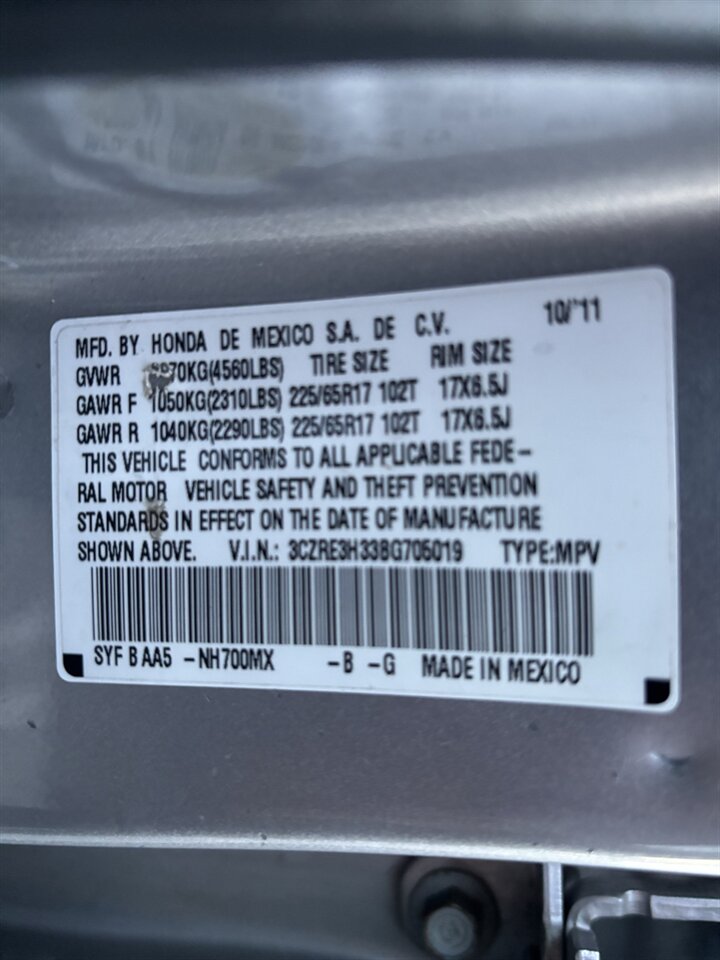 10/'11
MFD. BY HONDA DE MEXICO S.A. DE C.V.
GVWR (4560LBS) TIRE SIZE RIM SIZE
GAWR F 1050KG(2310LBS) 225/65R17 102T 17X6.5J
GAWR R 1040KG(2290LBS) 225/65R17 102T 17X6.5J
THIS VEHICLE CONFORMS TO ALL APPLICABLE FEDE-
RAL MOTOR VEHICLE SAFETY AND THEFT PREVENTION
STANDARDS IN EFFECT ON THE DATE OF MANUFACTURE
SHOWN ABOVE. V.I.N.: 3CZRE3H33BG705019 TYPE:MPV
SYF B AA5 -NH700MX -B -G MADE IN MEXICO